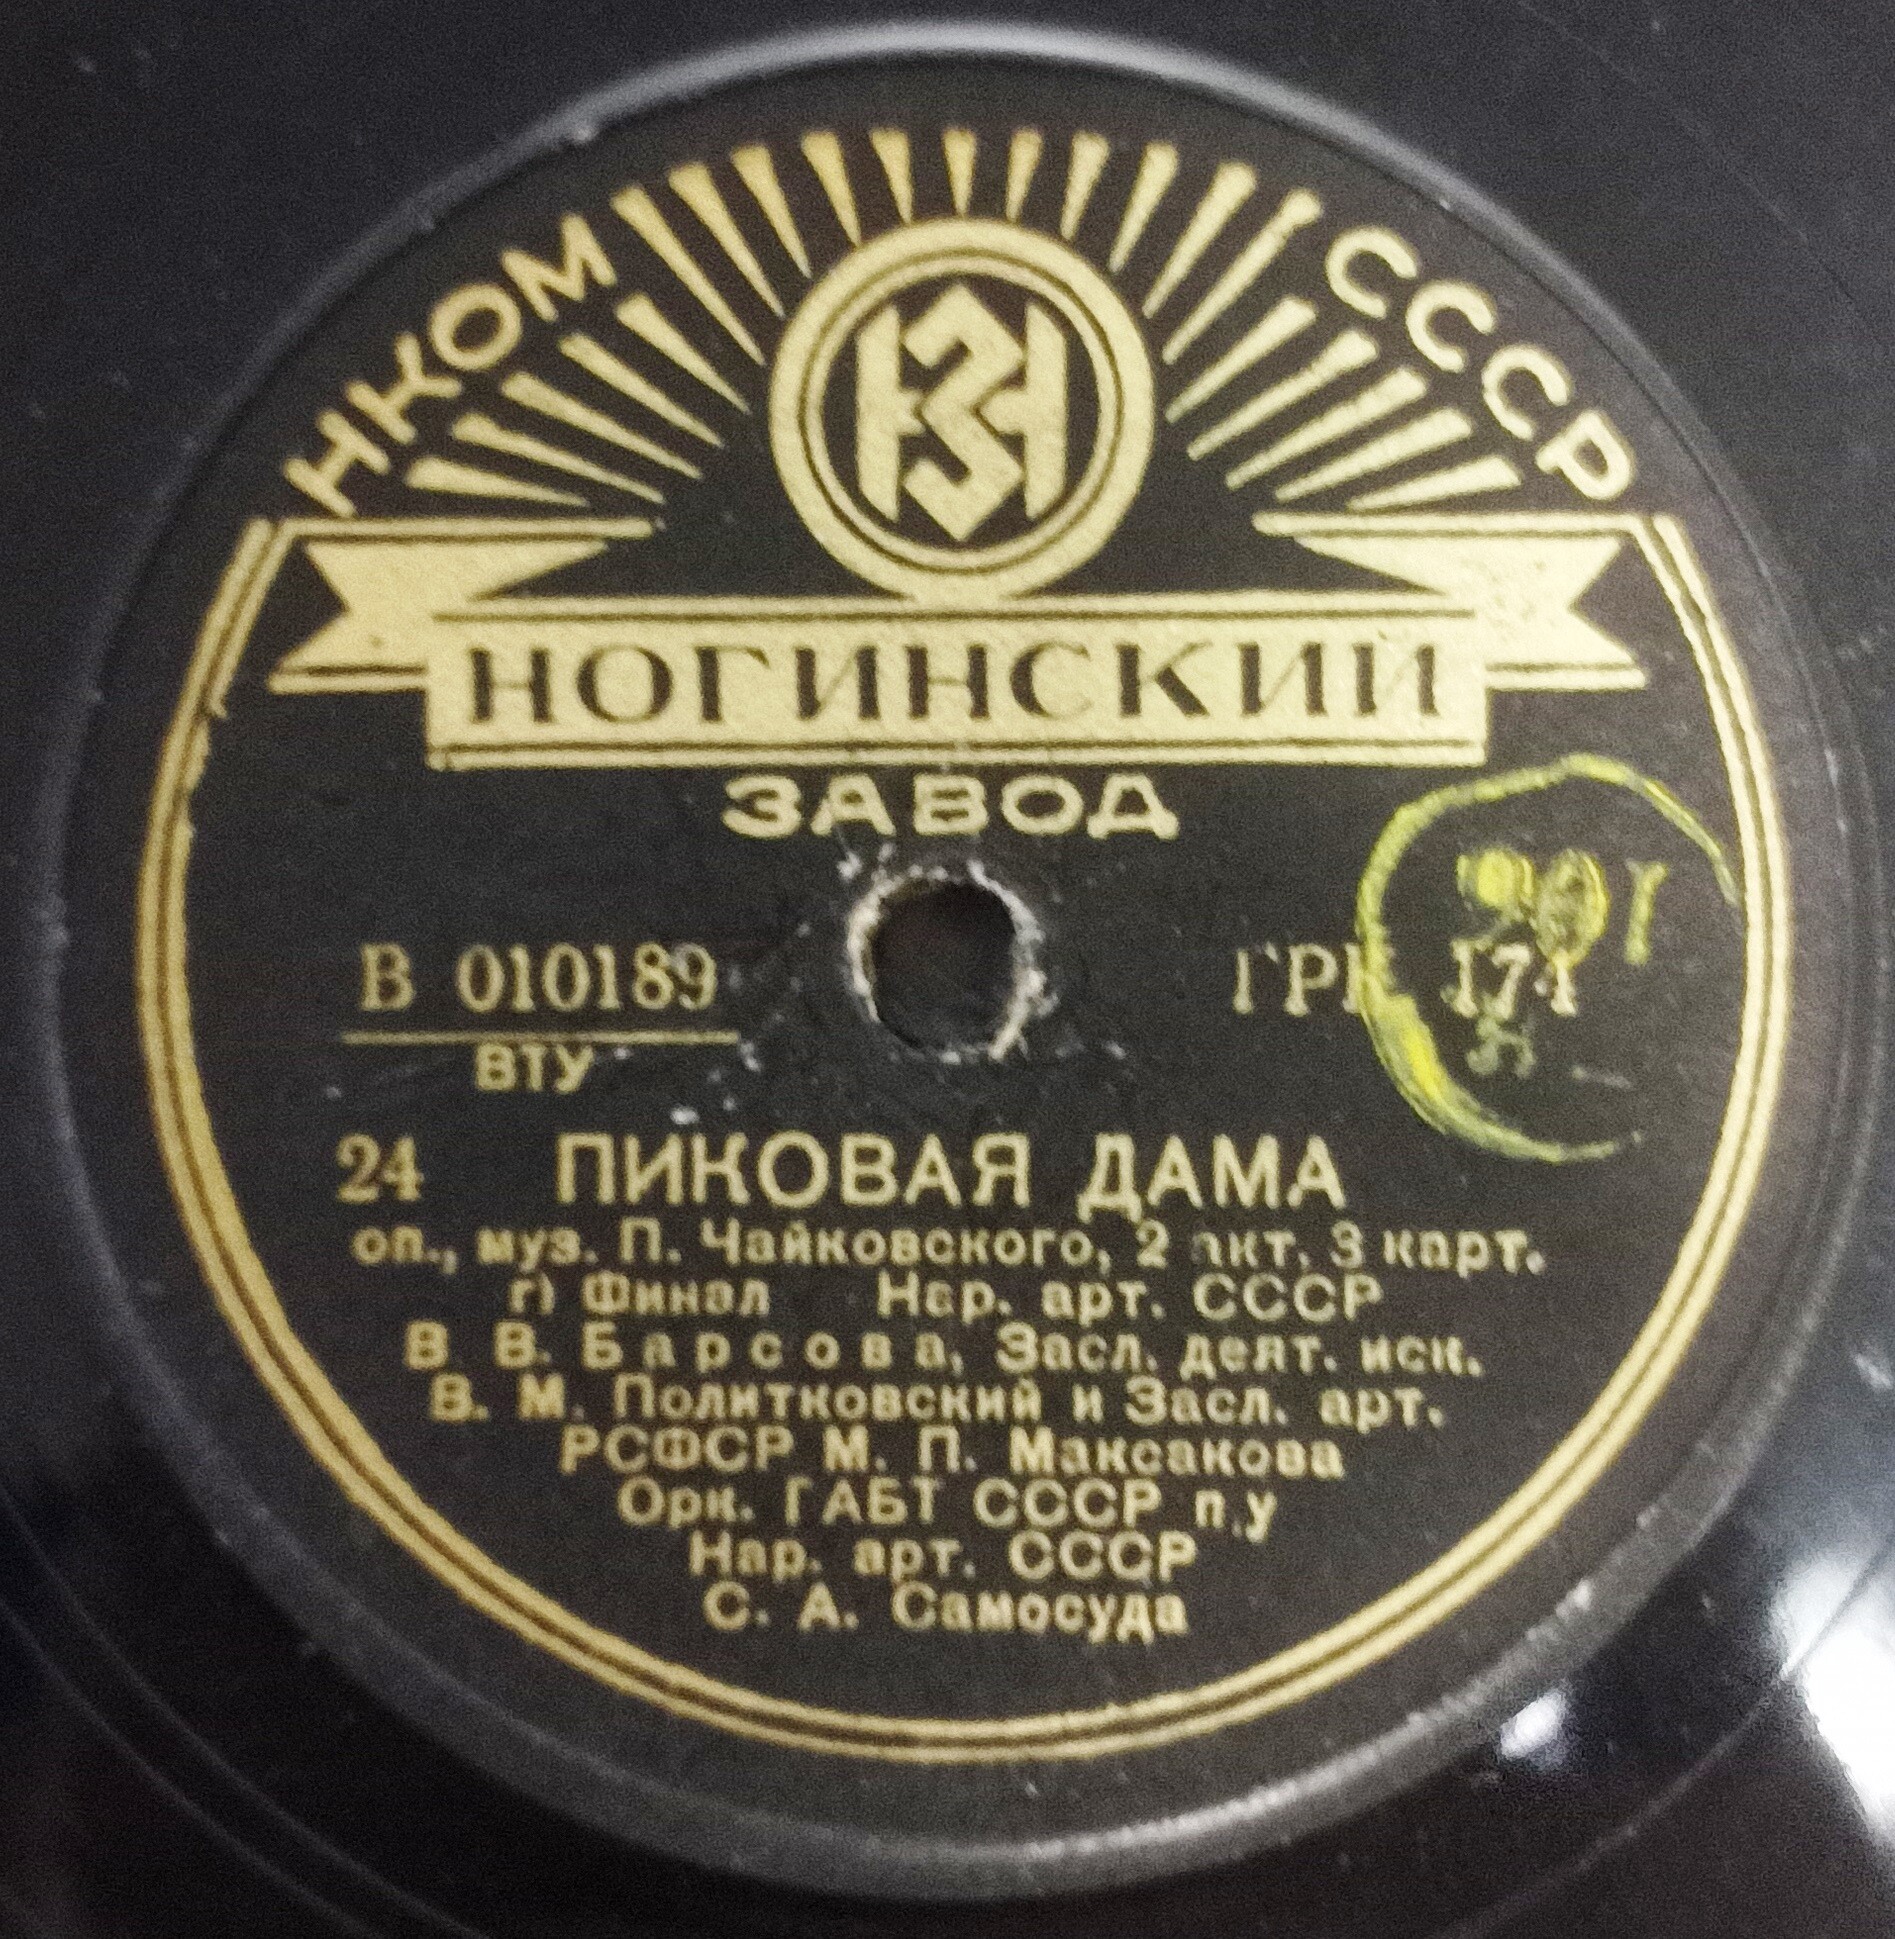 НКОМ СССР
НЗ
НОГИНСКИЙ
ЗАВОД
В 010189
ВТУ
24 ПИКОВАЯ ДАМА
оп., муз. П. Чайковского, 2 акт. 3 карт.
г) Финал Нар. арт. СССР
В. В. Барсова, Засл. деят. иск.
В. М. Политковский и Засл. арт.
РСФСР М. П. Максакова
Орк. ГАБТ СССР п/у
Нар. арт. СССР
С. А. Самосуда